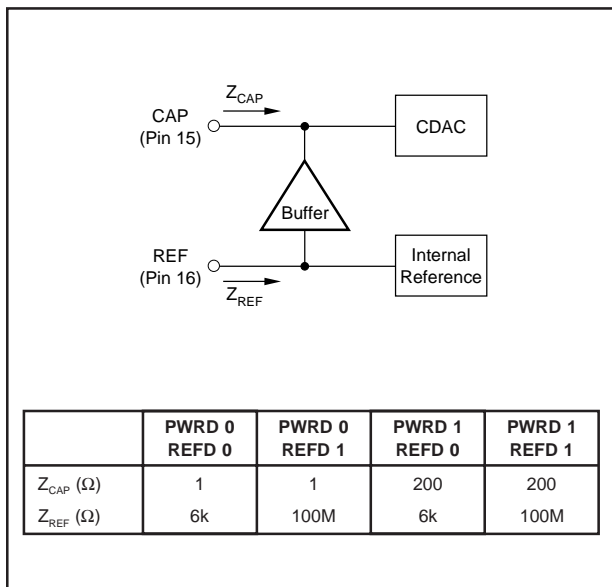 Z_CAP
CAP
(Pin 15)
CDAC
Buffer
REF
(Pin 16)
Internal
Reference
Z_REF
PWRD 0 PWRD 0 PWRD 1 PWRD 1
REFD 0 REFD 1 REFD 0 REFD 1
Z_CAP (Ω) 1 1 200 200
Z_REF (Ω) 6k 100M 6k 100M